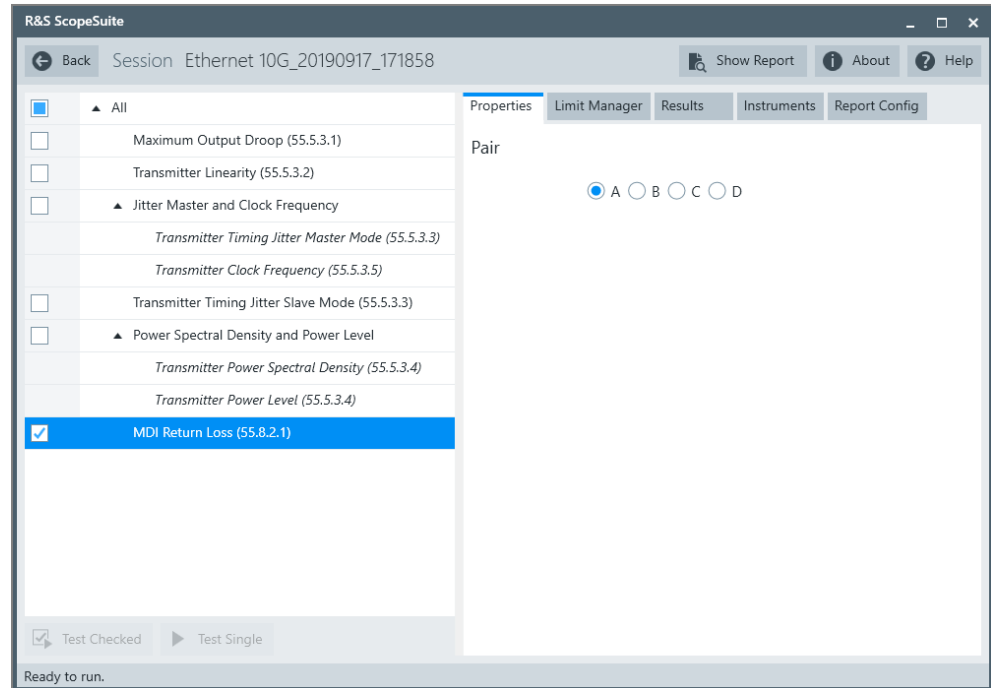 R&S ScopeSuite
Back Session Ethernet 10G_20190917_171858 Show Report About Help
All
Maximum Output Droop (55.5.3.1)
Transmitter Linearity (55.5.3.2)
Jitter Master and Clock Frequency
Transmitter Timing Jitter Master Mode (55.5.3.3)
Transmitter Clock Frequency (55.5.3.5)
Transmitter Timing Jitter Slave Mode (55.5.3.3)
Power Spectral Density and Power Level
Transmitter Power Spectral Density (55.5.3.4)
Transmitter Power Level (55.5.3.4)
MDI Return Loss (55.8.2.1)
Test Checked Test Single
Properties Limit Manager Results Instruments Report Config
Pair
A B C D
Ready to run.